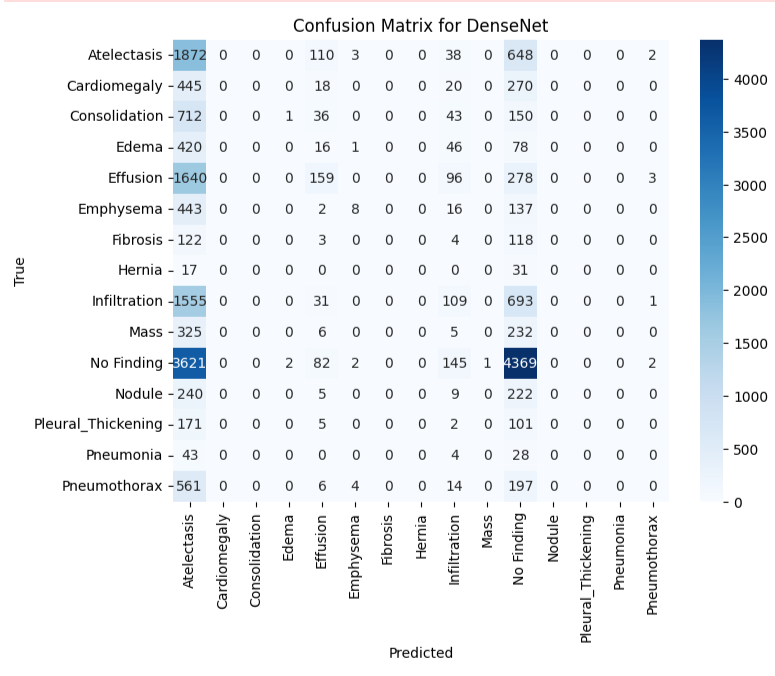 Confusion Matrix for DenseNet
Atelectasis 1872 0 0 0 110 3 0 0 38 0 648 0 0 0 2
Cardiomegaly 445 0 0 0 18 0 0 0 20 0 270 0 0 0 0
Consolidation 712 0 0 1 36 0 0 0 43 0 150 0 0 0 0
Edema 420 0 0 0 16 1 0 0 46 0 78 0 0 0 0
Effusion 1640 0 0 0 159 0 0 0 96 0 278 0 0 0 3
Emphysema 443 0 0 0 2 8 0 0 16 0 137 0 0 0 0
Fibrosis 122 0 0 0 3 0 0 0 4 0 118 0 0 0 0
Hernia 17 0 0 0 0 0 0 0 0 0 31 0 0 0 0
Infiltration 1555 0 0 0 31 0 0 0 109 0 693 0 0 0 1
Mass 325 0 0 0 6 0 0 0 5 0 232 0 0 0 0
No Finding 3621 0 0 2 82 2 0 0 145 1 4369 0 0 0 2
Nodule 240 0 0 0 5 0 0 0 9 0 222 0 0 0 0
Pleural_Thickening 171 0 0 0 5 0 0 0 2 0 101 0 0 0 0
Pneumonia 43 0 0 0 0 0 0 0 4 0 28 0 0 0 0
Pneumothorax 561 0 0 0 6 4 0 0 14 0 197 0 0 0 0
True
Atelectasis
Cardiomegaly
Consolidation
Edema
Effusion
Emphysema
Fibrosis
Hernia
Infiltration
Mass
No Finding
Nodule
Pleural_Thickening
Pneumonia
Pneumothorax
Predicted
4000
3500
3000
2500
2000
1500
1000
500
0